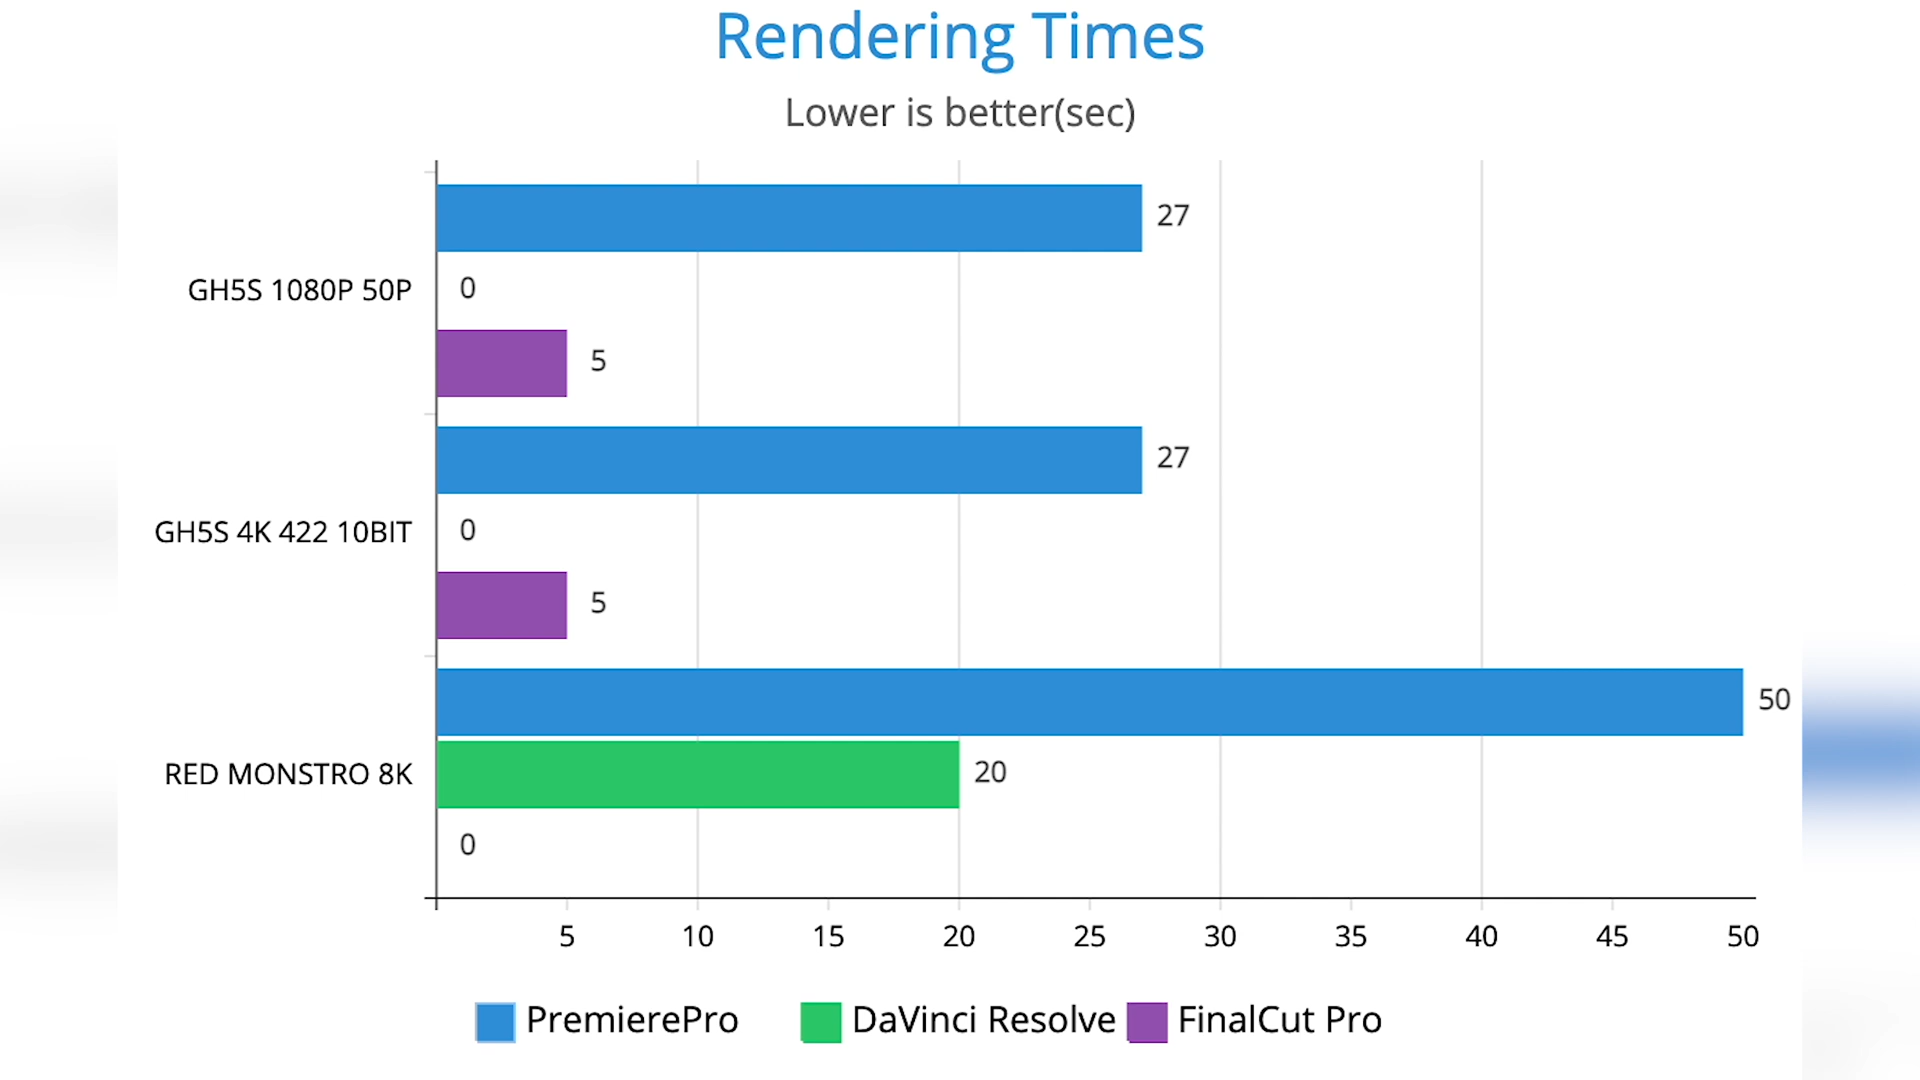 Rendering Times
Lower is better(sec)
27
GH5S 1080P 50P
0
5
27
GH5S 4K 422 10BIT
0
5
50
RED MONSTRO 8K
20
0
5 10 15 20 25 30 35 40 45 50
PremierePro DaVinci Resolve FinalCut Pro